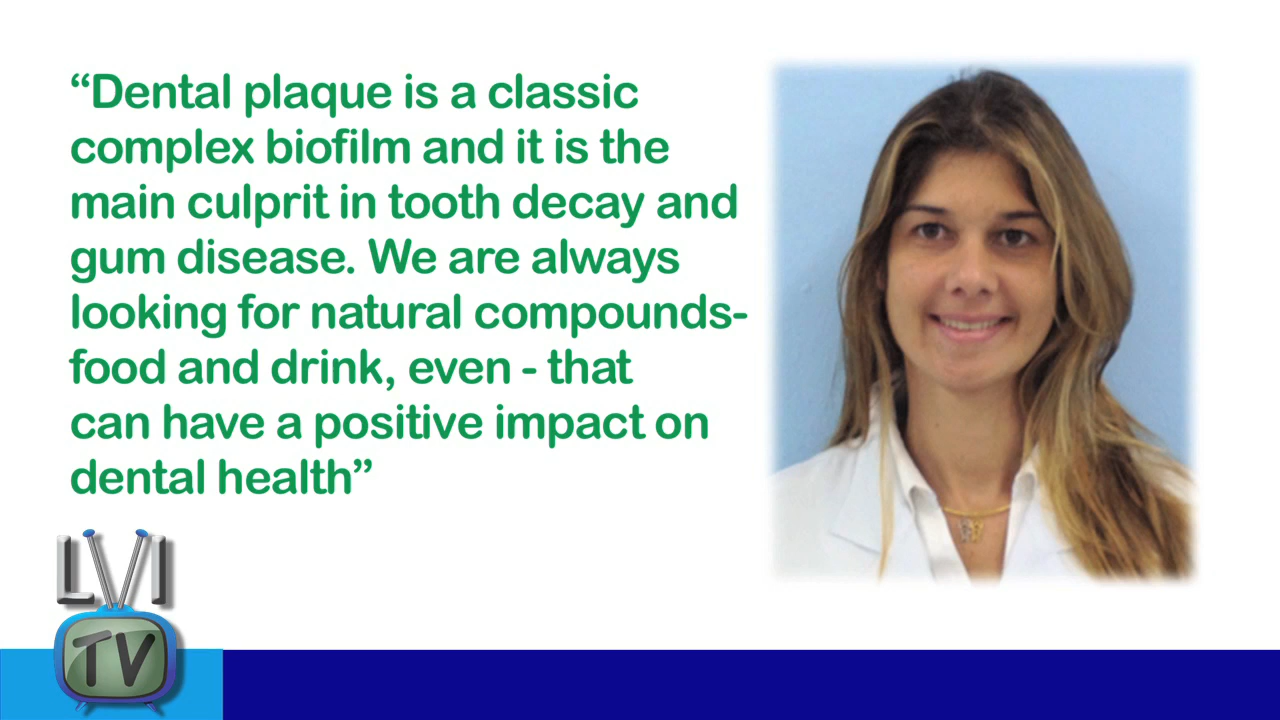 “Dental plaque is a classic
complex biofilm and it is the
main culprit in tooth decay and
gum disease. We are always
looking for natural compounds-
food and drink, even - that
can have a positive impact on
dental health”
LVI
TV